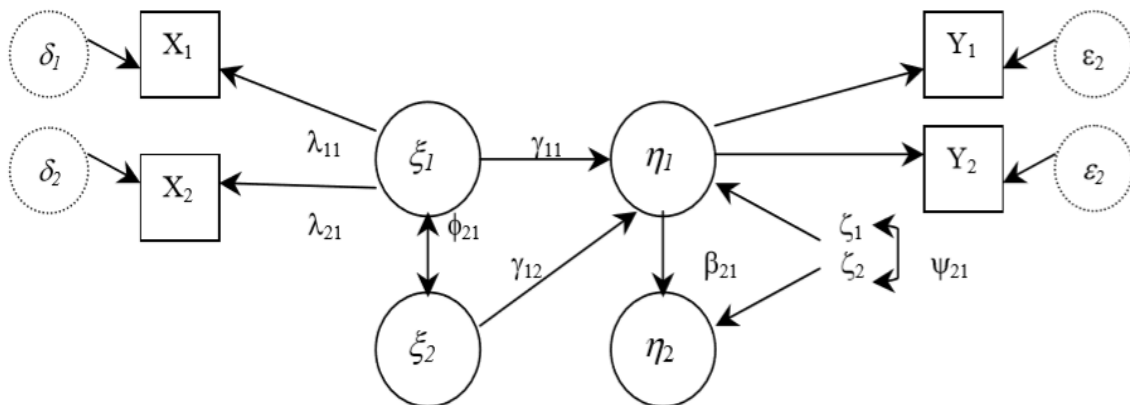 δ₁ X₁ Y₁ ε₂
λ₁₁ ξ₁ γ₁₁ η₁
δ₂ X₂ Y₂ ε₂
λ₂₁ ϕ₂₁ ζ₁
γ₁₂ β₂₁ ζ₂ ψ₂₁
ξ₂ η₂